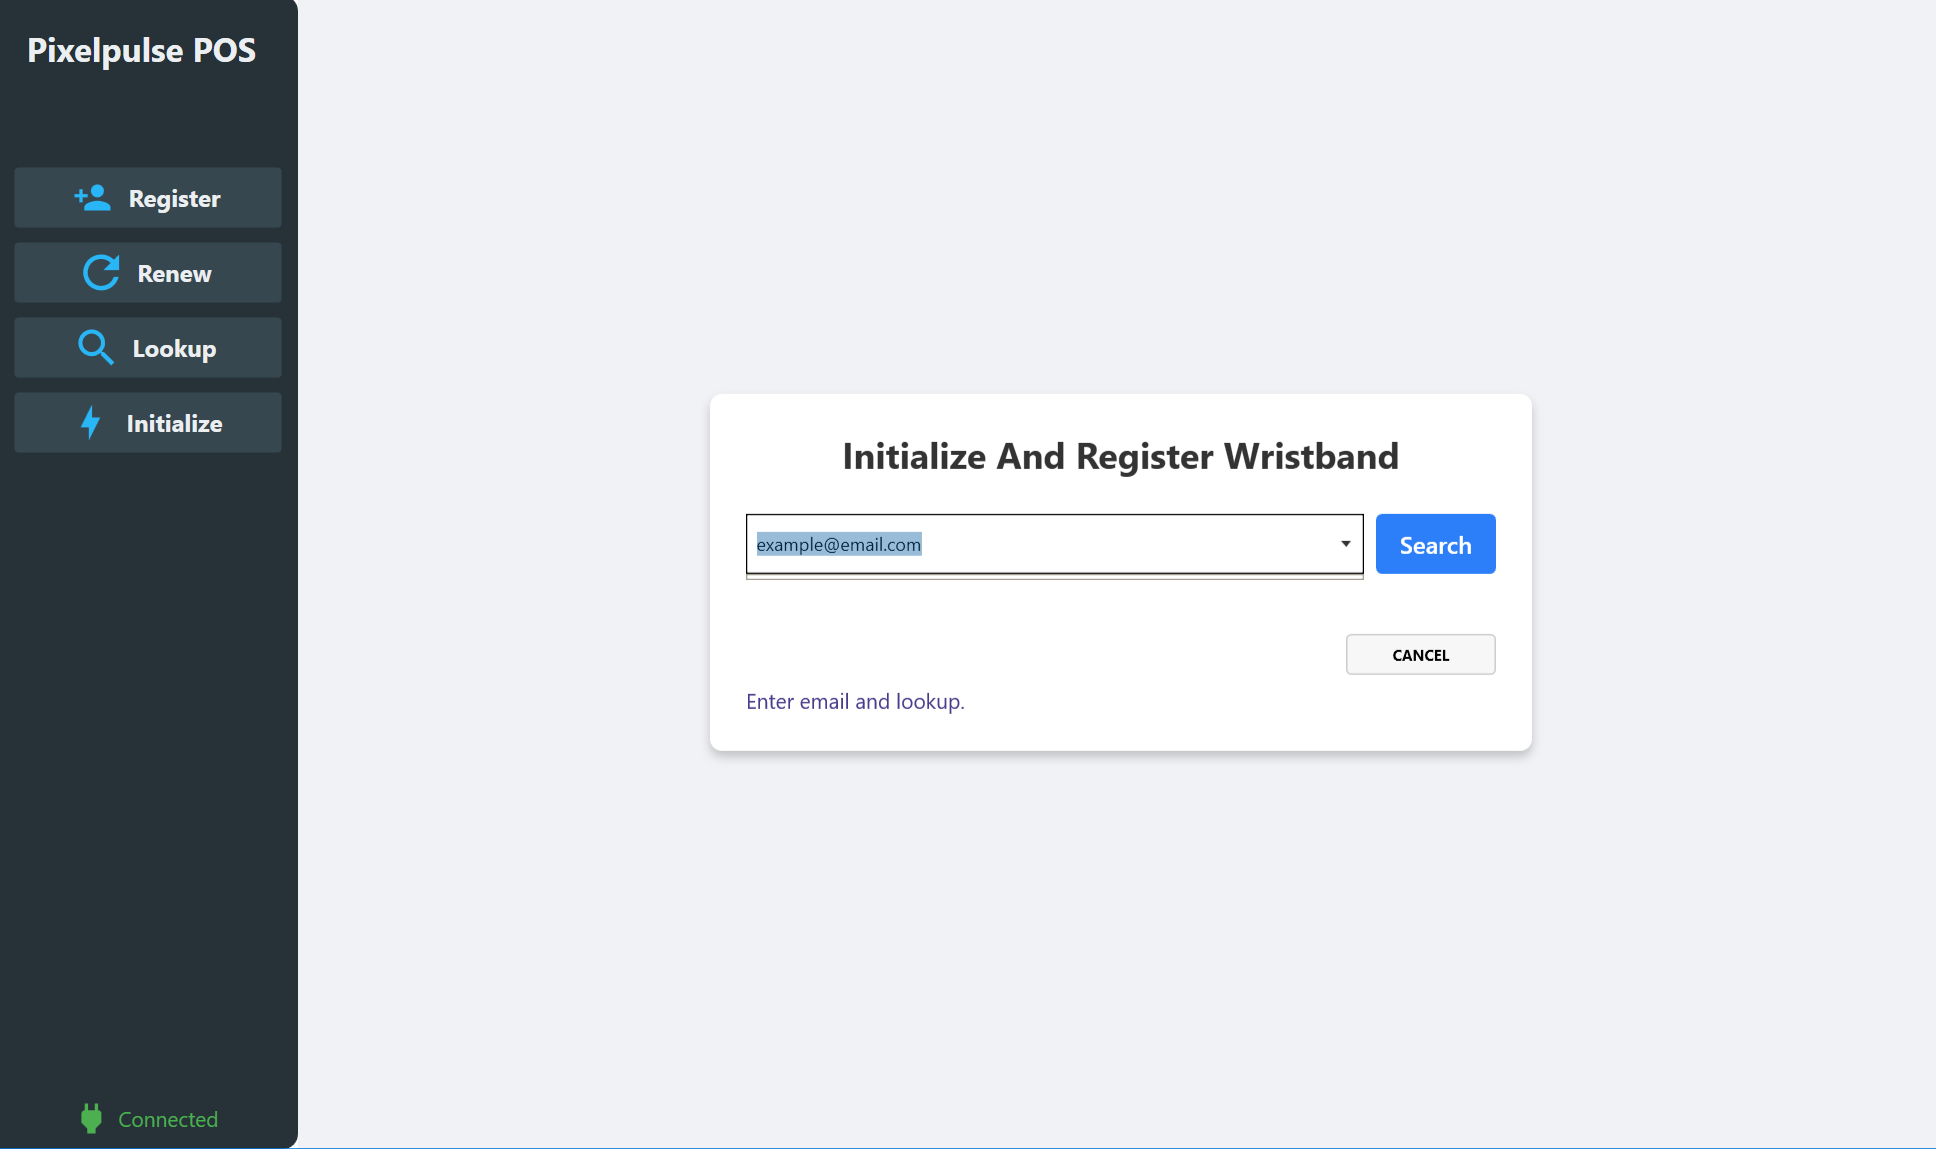 Pixelpulse POS
Register
Renew
Lookup
Initialize
Connected
Initialize And Register Wristband
example@email.com
Search
CANCEL
Enter email and lookup.